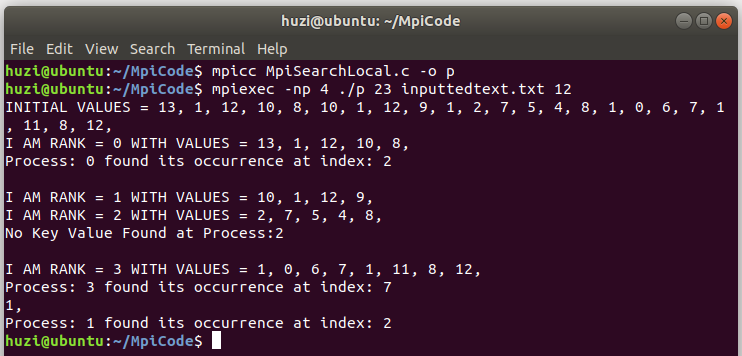 huzi@ubuntu: ~/MpiCode
File Edit View Search Terminal Help
huzi@ubuntu:~/MpiCode$ mpicc MpiSearchLocal.c -o p
huzi@ubuntu:~/MpiCode$ mpiexec -np 4 ./p 23 inputtedtext.txt 12
INITIAL VALUES = 13, 1, 12, 10, 8, 10, 1, 12, 9, 1, 2, 7, 5, 4, 8, 1, 0, 6, 7, 1
, 11, 8, 12,
I AM RANK = 0 WITH VALUES = 13, 1, 12, 10, 8,
Process: 0 found its occurrence at index: 2
I AM RANK = 1 WITH VALUES = 10, 1, 12, 9,
I AM RANK = 2 WITH VALUES = 2, 7, 5, 4, 8,
No Key Value Found at Process:2
I AM RANK = 3 WITH VALUES = 1, 0, 6, 7, 1, 11, 8, 12,
Process: 3 found its occurrence at index: 7
1,
Process: 1 found its occurrence at index: 2
huzi@ubuntu:~/MpiCode$